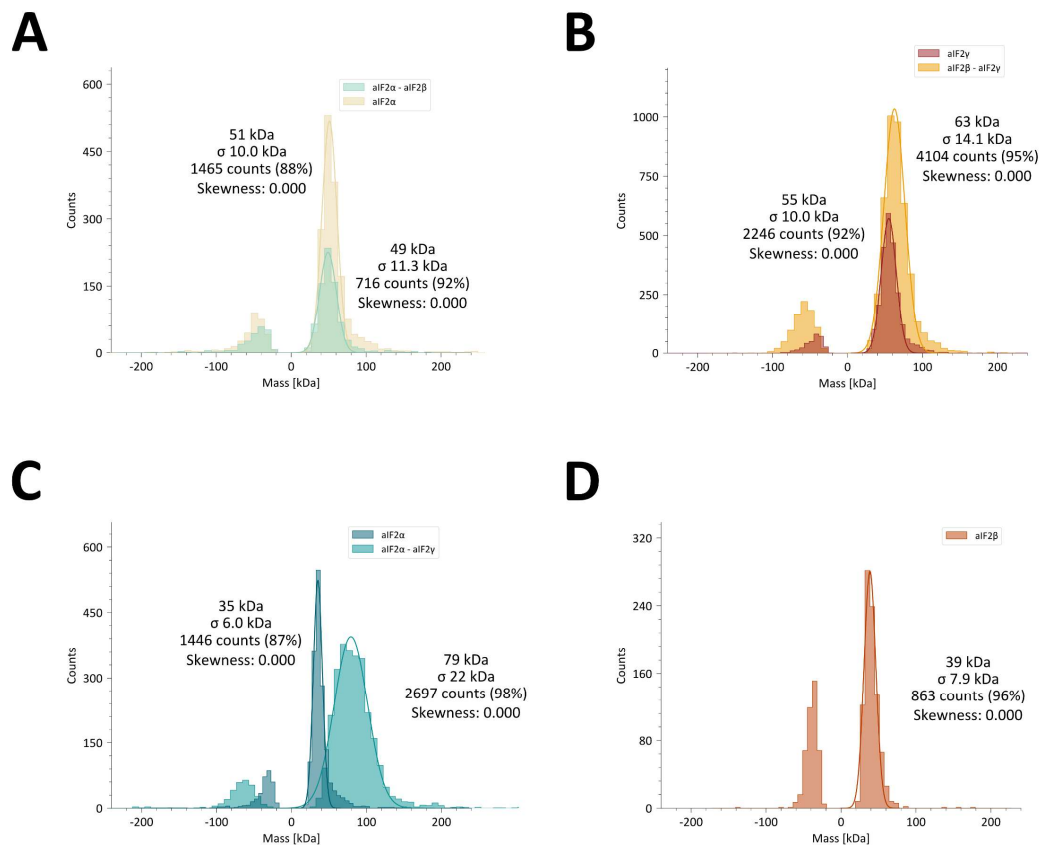 A
aIF2α - aIF2β
aIF2α
51 kDa
σ 10.0 kDa
1465 counts (88%)
Skewness: 0.000
49 kDa
σ 11.3 kDa
716 counts (92%)
Skewness: 0.000
600
450
300
150
0
Counts
-200 -100 0 100 200
Mass [kDa]
B
aIF2γ
aIF2β - aIF2γ
63 kDa
σ 14.1 kDa
4104 counts (95%)
Skewness: 0.000
55 kDa
σ 10.0 kDa
2246 counts (92%)
Skewness: 0.000
1000
750
500
250
0
Counts
-200 -100 0 100 200
Mass [kDa]
C
aIF2α
aIF2α - aIF2γ
35 kDa
σ 6.0 kDa
1446 counts (87%)
Skewness: 0.000
79 kDa
σ 22 kDa
2697 counts (98%)
Skewness: 0.000
600
450
300
150
0
Counts
-200 -100 0 100 200
Mass [kDa]
D
aIF2β
39 kDa
σ 7.9 kDa
863 counts (96%)
Skewness: 0.000
320
240
160
80
0
Counts
-200 -100 0 100 200
Mass [kDa]